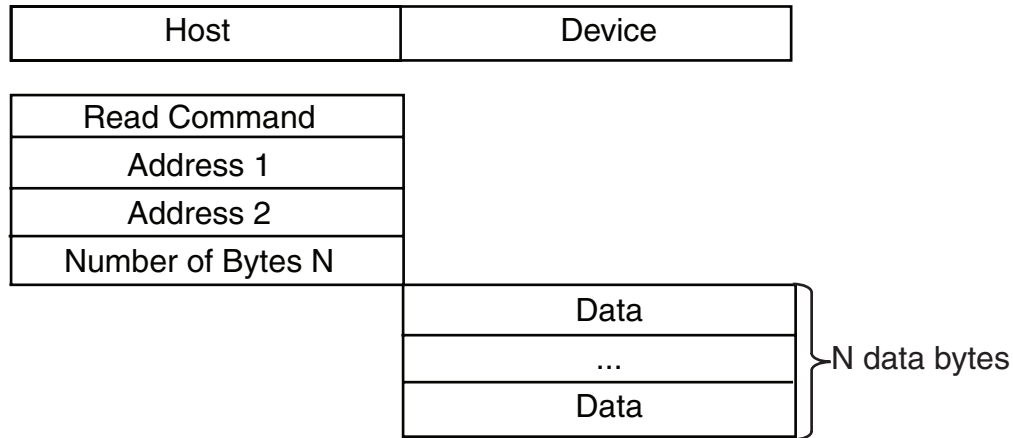 Host
Device
Read Command
Address 1
Address 2
Number of Bytes N
Data
...
N data bytes
Data